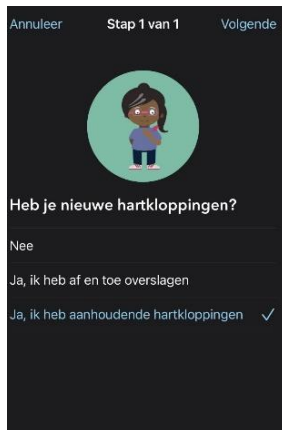 Annuleer Stap 1 van 1 Volgende
Heb je nieuwe hartkloppingen?
Nee
Ja, ik heb af en toe overslagen
Ja, ik heb aanhoudende hartkloppingen